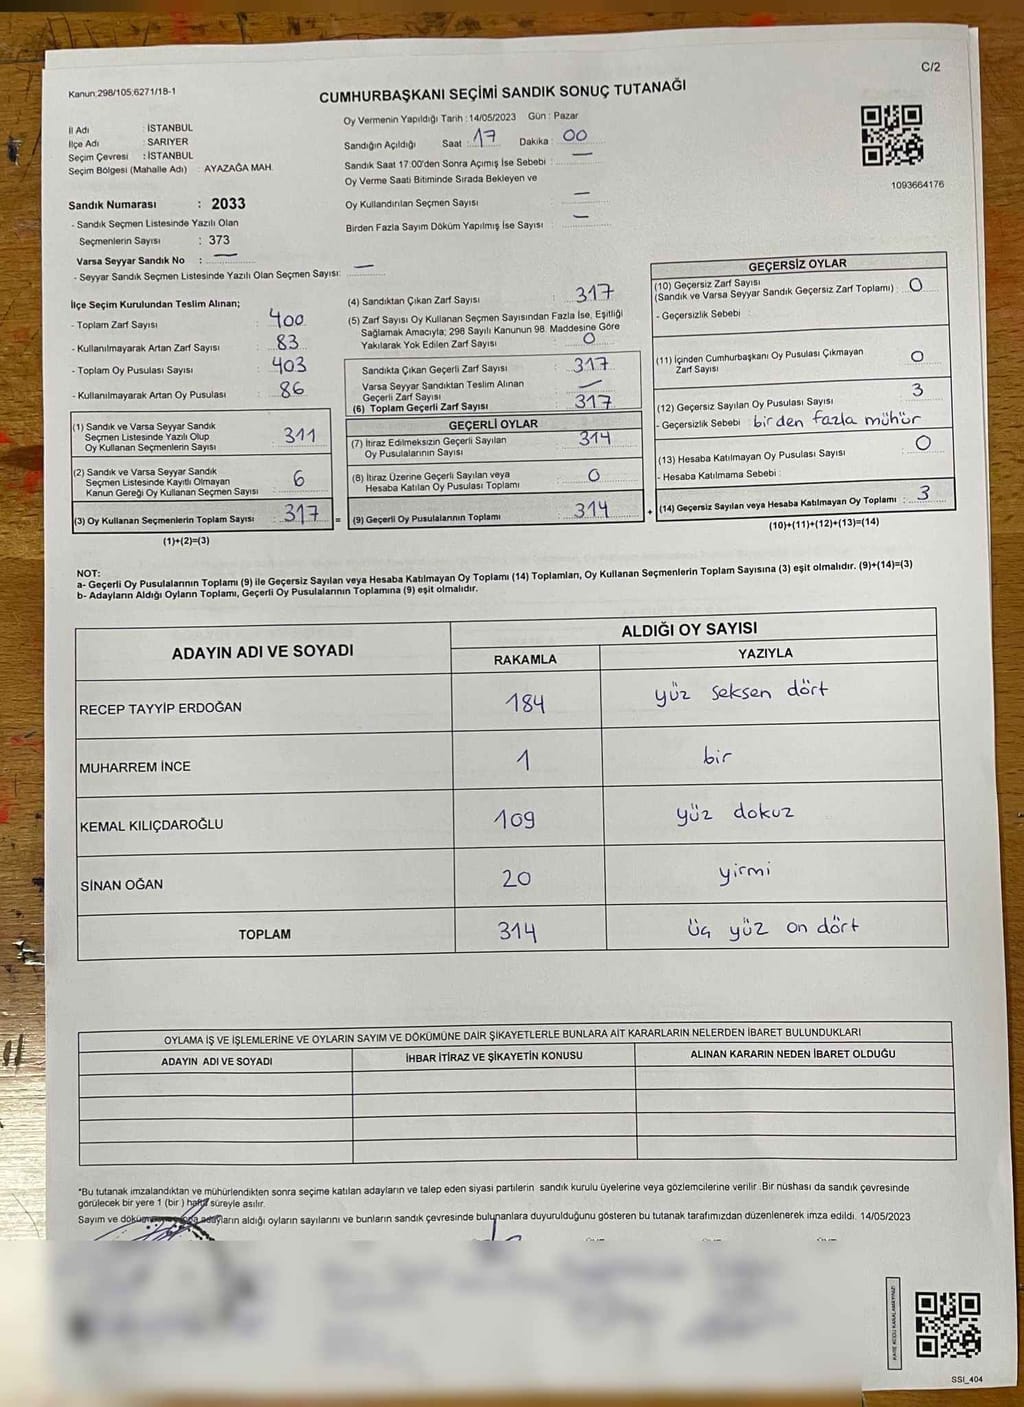 C/2
Kanun:298/105,6271/18-1
CUMHURBAŞKANI SEÇİMİ SANDIK SONUÇ TUTANAĞI
İl Adı : İSTANBUL
İlçe Adı : SARIYER
Seçim Çevresi : İSTANBUL
Seçim Bölgesi (Mahalle Adı) : AYAZAĞA MAH.
Oy Vermenin Yapıldığı Tarih : 14/05/2023 Gün : Pazar
Sandığın Açıldığı Saat : 17 Dakika : 00
Sandık Saat 17:00'den Sonra Açımış İse Sebebi : —
Oy Verme Saati Bitiminde Sırada Bekleyen ve
Oy Kullandırılan Seçmen Sayısı : —
Birden Fazla Sayım Döküm Yapılmış İse Sayısı : —
1093664176
Sandık Numarası : 2033
- Sandık Seçmen Listesinde Yazılı Olan
Seçmenlerin Sayısı : 373
Varsa Seyyar Sandık No : —
- Seyyar Sandık Seçmen Listesinde Yazılı Olan Seçmen Sayısı: —
İlçe Seçim Kurulundan Teslim Alınan;
- Toplam Zarf Sayısı : 400
- Kullanılmayarak Artan Zarf Sayısı : 83
- Toplam Oy Pusulası Sayısı : 403
- Kullanılmayarak Artan Oy Pusulası : 86
(1) Sandık ve Varsa Seyyar Sandık
Seçmen Listesinde Yazılı Olup
Oy Kullanan Seçmenlerin Sayısı : 311
(2) Sandık ve Varsa Seyyar Sandık
Seçmen Listesinde Kayıtlı Olmayan
Kanun Gereği Oy Kullanan Seçmen Sayısı : 6
(3) Oy Kullanan Seçmenlerin Toplam Sayısı : 317 =
(1)+(2)=(3)
(4) Sandıktan Çıkan Zarf Sayısı : 317
(5) Zarf Sayısı Oy Kullanan Seçmen Sayısından Fazla İse, Eşitliği
Sağlamak Amacıyla; 298 Sayılı Kanunun 98. Maddesine Göre
Yakılarak Yok Edilen Zarf Sayısı : 0
Sandıkta Çıkan Geçerli Zarf Sayısı : 317
Varsa Seyyar Sandıktan Teslim Alınan
Geçerli Zarf Sayısı : —
(6) Toplam Geçerli Zarf Sayısı : 317
GEÇERLİ OYLAR
(7) İtiraz Edilmeksizin Geçerli Sayılan
Oy Pusulalarının Sayısı : 314
(8) İtiraz Üzerine Geçerli Sayılan veya
Hesaba Katılan Oy Pusulası Toplamı : 0
(9) Geçerli Oy Pusulalarının Toplamı : 314 +
GEÇERSİZ OYLAR
(10) Geçersiz Zarf Sayısı
(Sandık ve Varsa Seyyar Sandık Geçersiz Zarf Toplamı) : 0
- Geçersizlik Sebebi :
(11) İçinden Cumhurbaşkanı Oy Pusulası Çıkmayan
Zarf Sayısı : 0
(12) Geçersiz Sayılan Oy Pusulası Sayısı : 3
- Geçersizlik Sebebi : birden fazla mühür
(13) Hesaba Katılmayan Oy Pusulası Sayısı : 0
- Hesaba Katılmama Sebebi :
(14) Geçersiz Sayılan veya Hesaba Katılmayan Oy Toplamı : 3
(10)+(11)+(12)+(13)=(14)
NOT:
a- Geçerli Oy Pusulalarının Toplamı (9) ile Geçersiz Sayılan veya Hesaba Katılmayan Oy Toplamı (14) Toplamları, Oy Kullanan Seçmenlerin Toplam Sayısına (3) eşit olmalıdır. (9)+(14)=(3)
b- Adayların Aldığı Oyların Toplamı, Geçerli Oy Pusulalarının Toplamına (9) eşit olmalıdır.
ADAYIN ADI VE SOYADI
ALDIĞI OY SAYISI
RAKAMLA YAZIYLA
RECEP TAYYİP ERDOĞAN 184 yüz seksen dört
MUHARREM İNCE 1 bir
KEMAL KILIÇDAROĞLU 109 yüz dokuz
SİNAN OĞAN 20 yirmi
TOPLAM 314 üç yüz on dört
OYLAMA İŞ VE İŞLEMLERİNE VE OYLARIN SAYIM VE DÖKÜMÜNE DAİR ŞİKAYETLERLE BUNLARA AİT KARARLARIN NELERDEN İBARET BULUNDUKLARI
ADAYIN ADI VE SOYADI İHBAR İTİRAZ VE ŞİKAYETİN KONUSU ALINAN KARARIN NEDEN İBARET OLDUĞU
*Bu tutanak imzalandıktan ve mühürlendikten sonra seçime katılan adayların ve talep eden siyasi partilerin sandık kurulu üyelerine veya gözlemcilerine verilir. Bir nüshası da sandık çevresinde
görülecek bir yere 1 (bir ) hafta süreyle asılır.
Sayım ve adayların aldığı oyların sayılarını ve bunların sandık çevresinde bulunanlara duyurulduğunu gösteren bu tutanak tarafımızdan düzenlenerek imza edildi. 14/05/2023
SSI_404